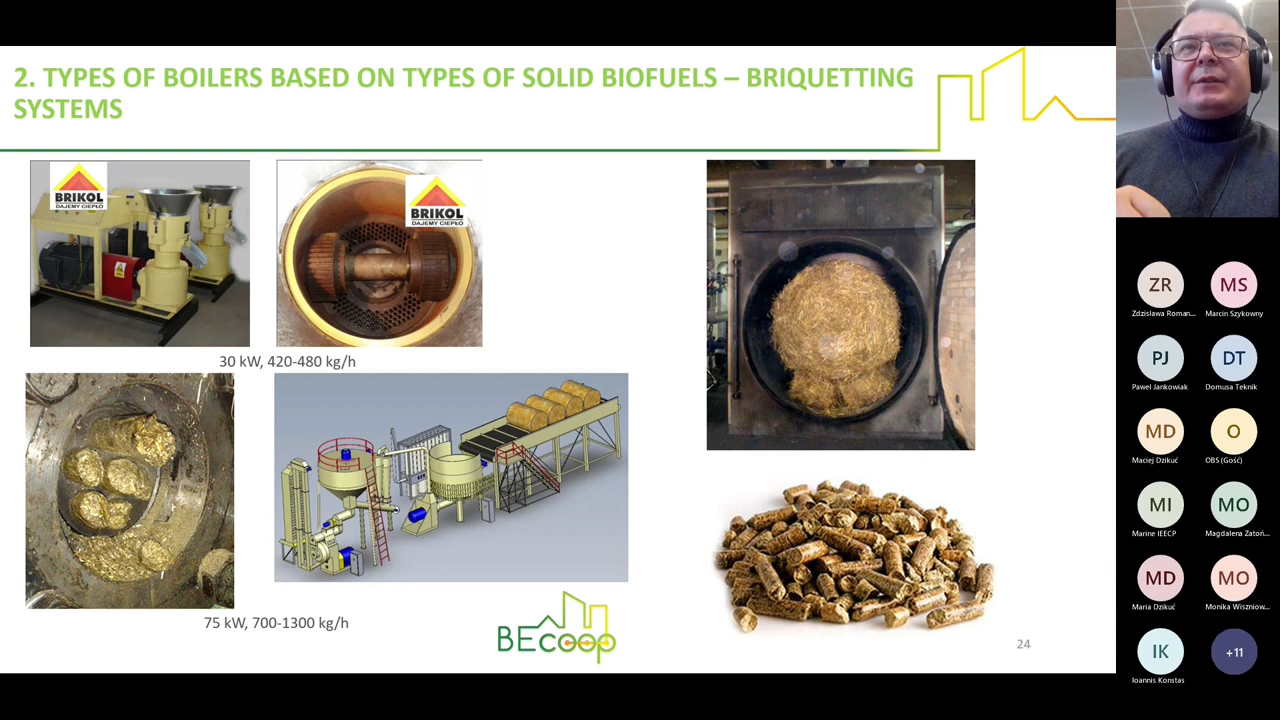 2. TYPES OF BOILERS BASED ON TYPES OF SOLID BIOFUELS – BRIQUETTING
SYSTEMS
BRIKOL
DAJEMY CIEPŁO
BRIKOL
DAJEMY CIEPŁO
30 kW, 420-480 kg/h
75 kW, 700-1300 kg/h
BECoop
24
ZR
MS
Zdzisława Roman...
Marcin Szykowny
PJ
DT
Paweł Jankowiak
Domusa Teknik
MD
O
Maciej Dzikuć
OBS (Gość)
MI
MO
Marine IEECP
Magdalena Zatoń...
MD
MO
Maria Dzikuć
Monika Wiszniow...
IK
+11
Ioannis Konstas